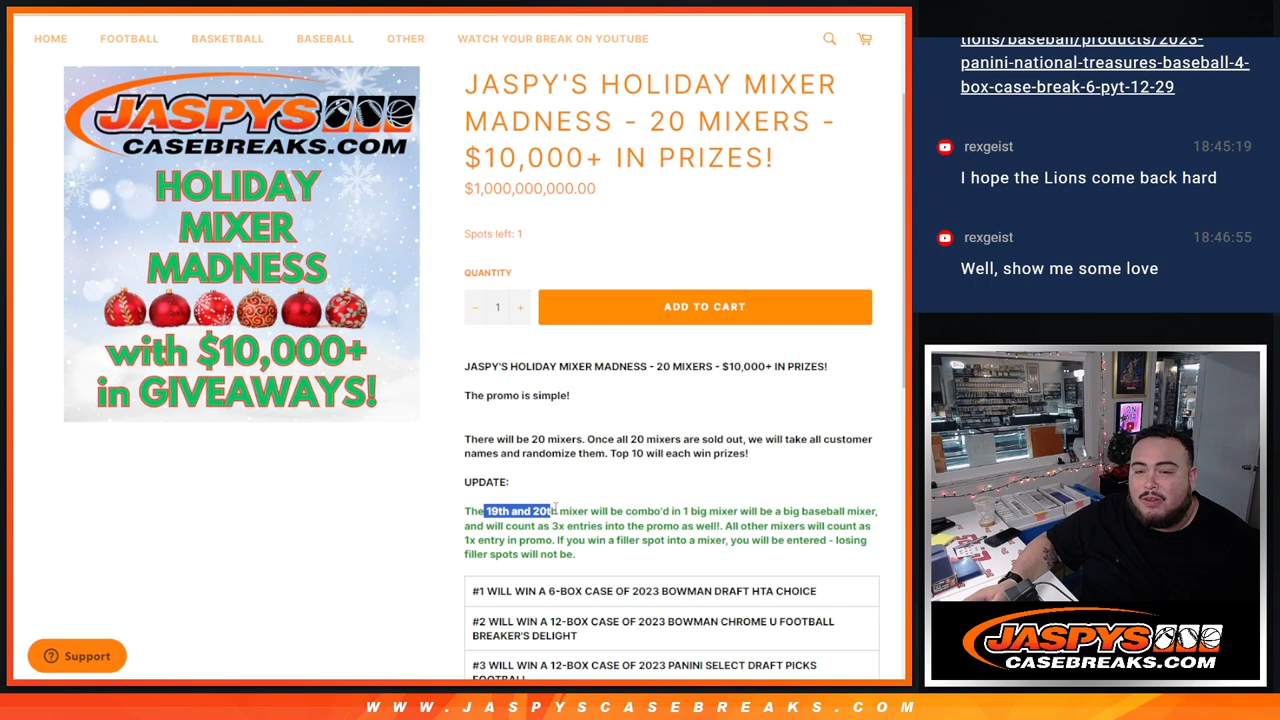 HOME FOOTBALL BASKETBALL BASEBALL OTHER WATCH YOUR BREAK ON YOUTUBE
JASPYS
CASEBREAKS.COM
HOLIDAY
MIXER
MADNESS
with $10,000+
in GIVEAWAYS!
JASPY'S HOLIDAY MIXER
MADNESS - 20 MIXERS -
$10,000+ IN PRIZES!
$1,000,000,000.00
Spots left: 1
QUANTITY
− 1 +
ADD TO CART
JASPY'S HOLIDAY MIXER MADNESS - 20 MIXERS - $10,000+ IN PRIZES!
The promo is simple!
There will be 20 mixers. Once all 20 mixers are sold out, we will take all customer
names and randomize them. Top 10 will each win prizes!
UPDATE:
The 19th and 20th mixer will be combo'd in 1 big mixer will be a big baseball mixer,
and will count as 3x entries into the promo as well!. All other mixers will count as
1x entry in promo. If you win a filler spot into a mixer, you will be entered - losing
filler spots will not be.
#1 WILL WIN A 6-BOX CASE OF 2023 BOWMAN DRAFT HTA CHOICE
#2 WILL WIN A 12-BOX CASE OF 2023 BOWMAN CHROME U FOOTBALL
BREAKER'S DELIGHT
#3 WILL WIN A 12-BOX CASE OF 2023 PANINI SELECT DRAFT PICKS
FOOTBALL
Support
tions/baseball/products/2023-
panini-national-treasures-baseball-4-
box-case-break-6-pyt-12-29
rexgeist 18:45:19
I hope the Lions come back hard
rexgeist 18:46:55
Well, show me some love
JASPYS
CASEBREAKS.COM
WWW.JASPYSCASEBREAKS.COM